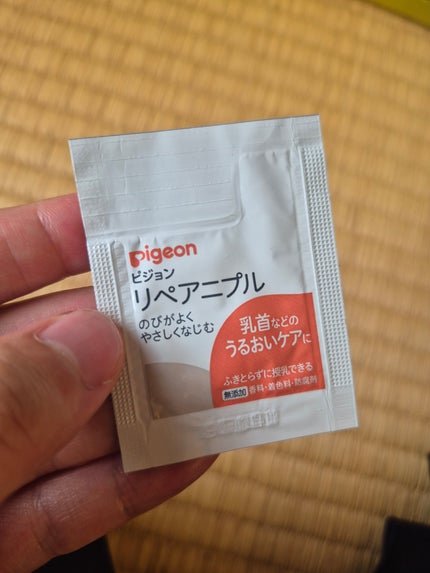 Pigeon
ピジョン
リペアニプル
のびがよく
やさしくなじむ
乳首などの
うるおいケアに
ふきとらずに授乳できる
無添加 香料・着色料・防腐剤